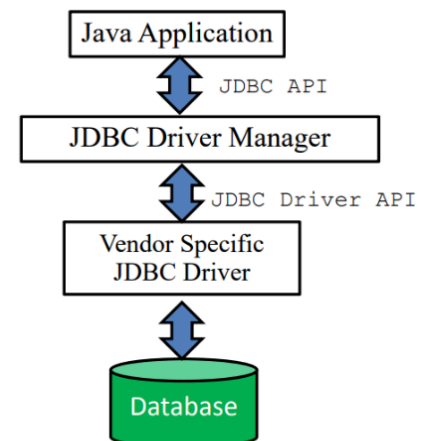 Java Application
JDBC API
JDBC Driver Manager
JDBC Driver API
Vendor Specific
JDBC Driver
Database